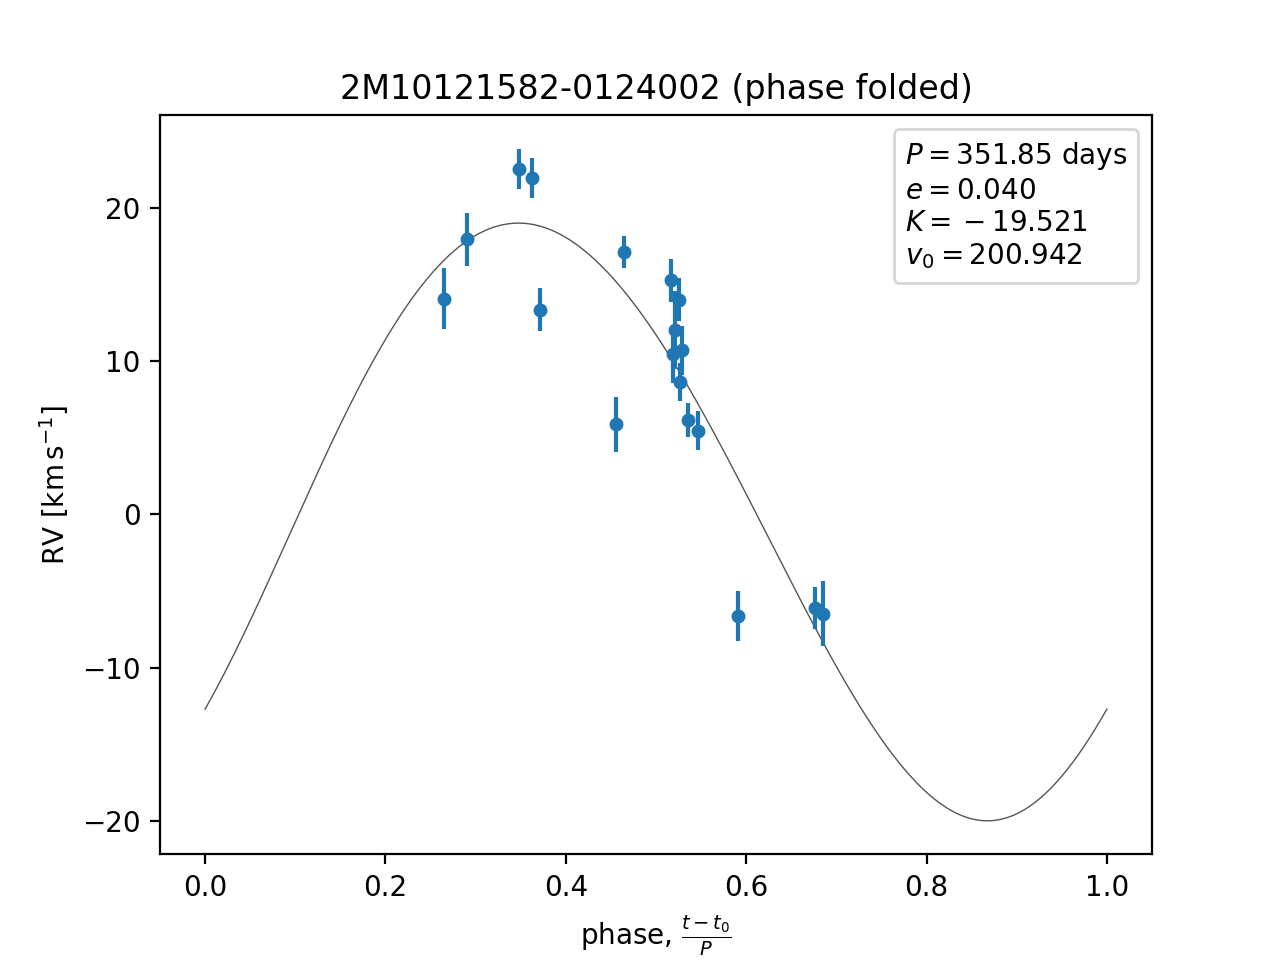 2M10121582-0124002 (phase folded)
P = 351.85 days
e = 0.040
K = −19.521
v₀ = 200.942
RV [km s⁻¹]
20
10
0
−10
−20
0.0 0.2 0.4 0.6 0.8 1.0
phase, (t − t₀)/P